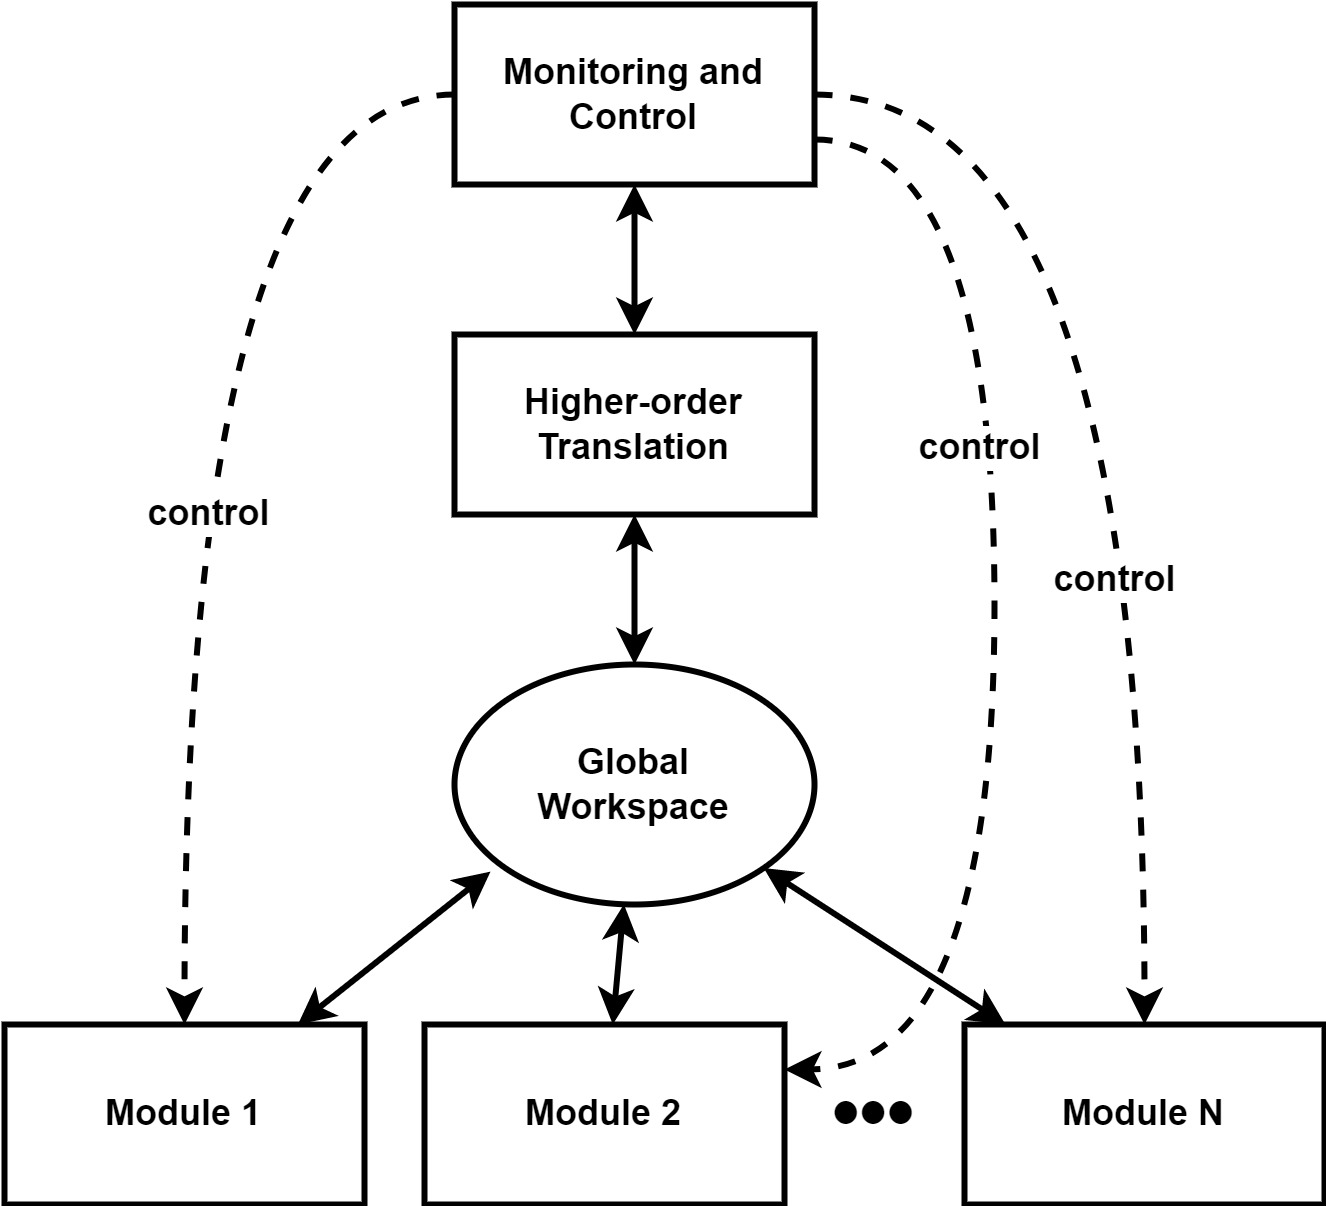 Monitoring and
Control
Higher-order
Translation
control
control
control
Global
Workspace
Module 1
Module 2
Module N